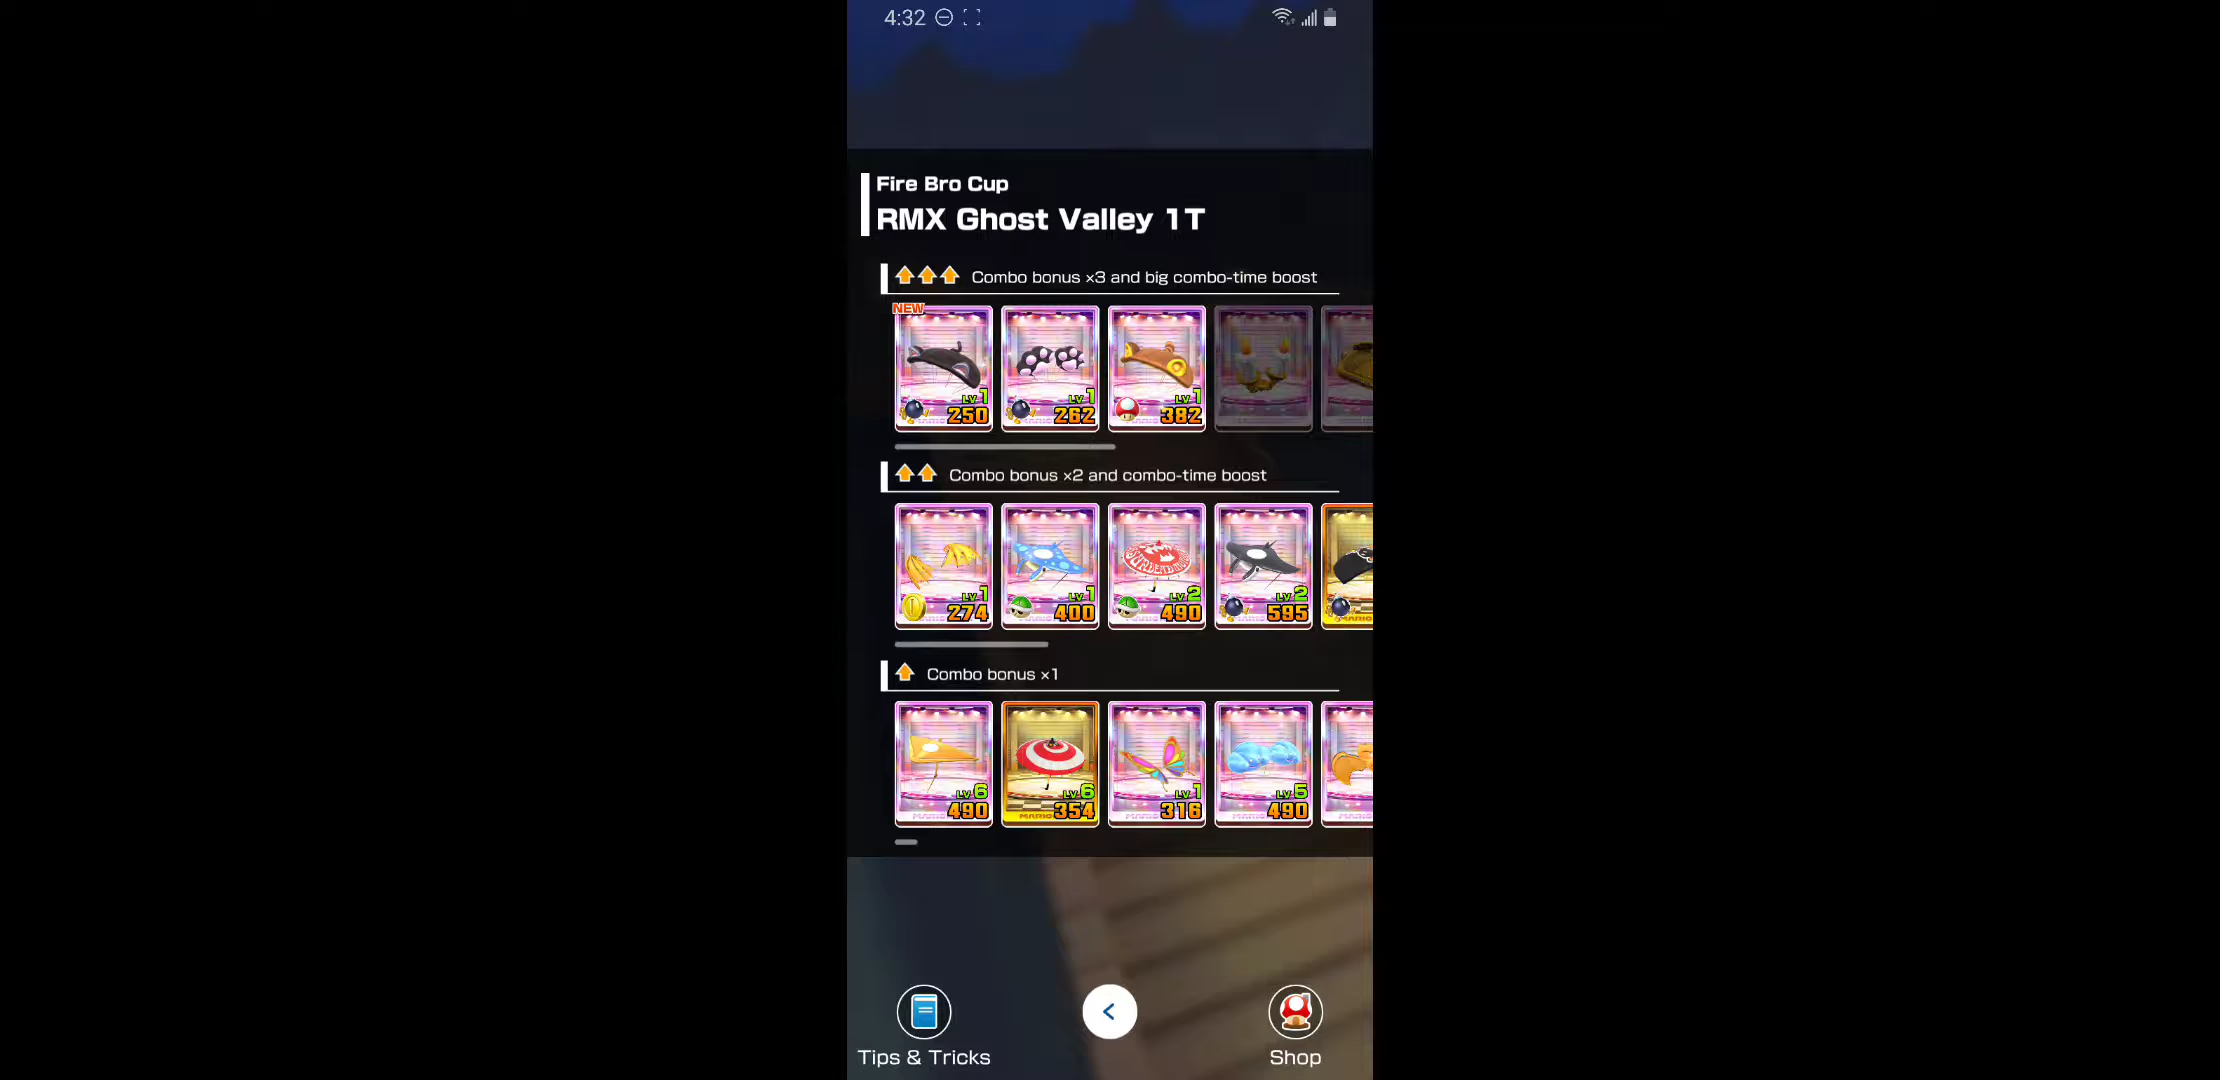 4:32
Fire Bro Cup
RMX Ghost Valley 1T
Combo bonus ×3 and big combo-time boost
NEW
LV.1 LV.1 LV.1
250 262 382
Combo bonus ×2 and combo-time boost
LV.1 LV.1 LV.2 LV.2
274 400 490 595
Combo bonus ×1
LV.6 LV.6 LV.1 LV.5
490 354 316 490
Tips & Tricks
Shop